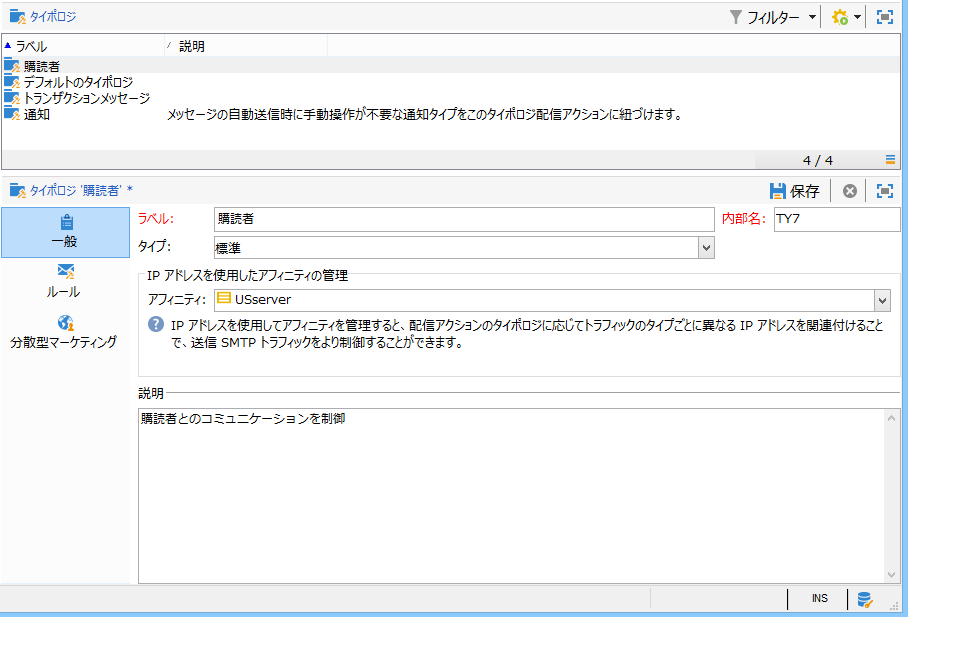 タイポロジ
フィルター
ラベル
説明
購読者
デフォルトのタイポロジ
トランザクションメッセージ
通知 メッセージの自動送信時に手動操作が不要な通知タイプをこのタイポロジ配信アクションに紐づけます。
4 / 4
タイポロジ '購読者' *
保存
一般
ルール
分散型マーケティング
ラベル: 購読者 内部名: TY7
タイプ: 標準
IP アドレスを使用したアフィニティの管理
アフィニティ: USserver
IP アドレスを使用してアフィニティを管理すると、配信アクションのタイポロジに応じてトラフィックのタイプごとに異なる IP アドレスを関連付けること
で、送信 SMTP トラフィックをより制御することができます。
説明
購読者とのコミュニケーションを制御
INS